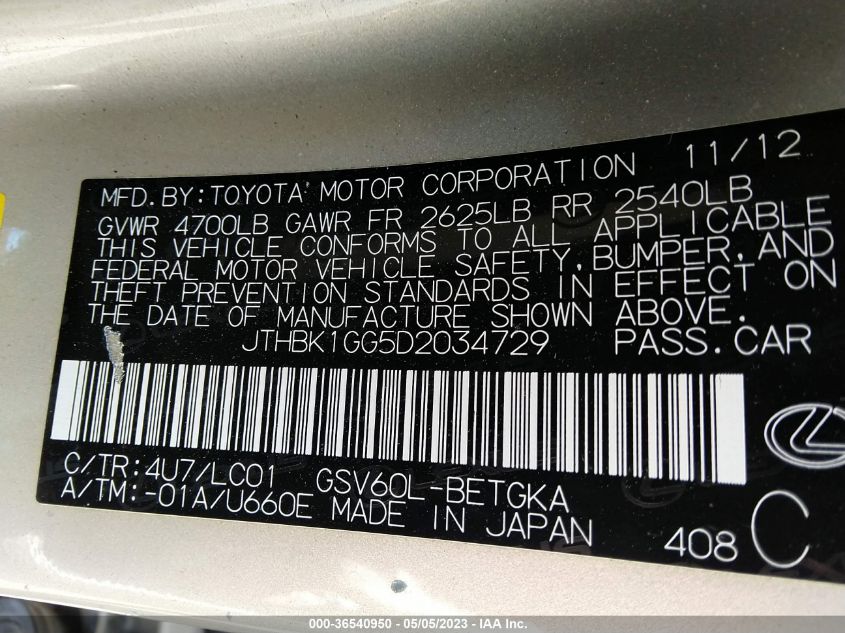 MFD.BY:TOYOTA MOTOR CORPORATION 11/12
GVWR 4700LB GAWR FR 2625LB RR 2540LB
THIS VEHICLE CONFORMS TO ALL APPLICABLE
FEDERAL MOTOR VEHICLE SAFETY,BUMPER,AND
THEFT PREVENTION STANDARDS IN EFFECT ON
THE DATE OF MANUFACTURE SHOWN ABOVE.
JTHBK1GG5D2034729 PASS.CAR
C/TR:4U7/LC01 GSV60L-BETGKA
A/TM:-01A/U660E MADE IN JAPAN
408 C
000-36540950 - 05/05/2023 - IAA Inc.